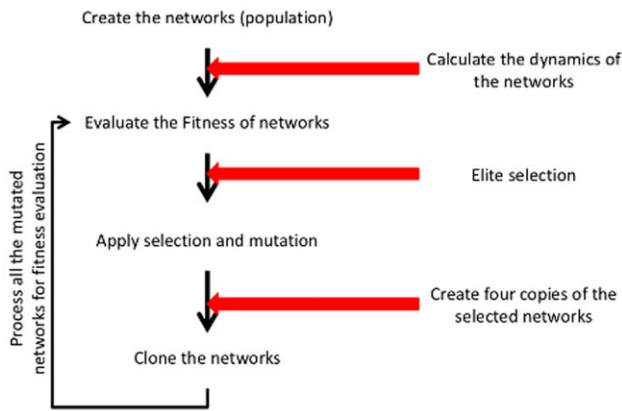 Create the networks (population)
Calculate the dynamics of
the networks
Evaluate the Fitness of networks
Elite selection
Apply selection and mutation
Create four copies of the
selected networks
Clone the networks
Process all the mutated
networks for fitness evaluation